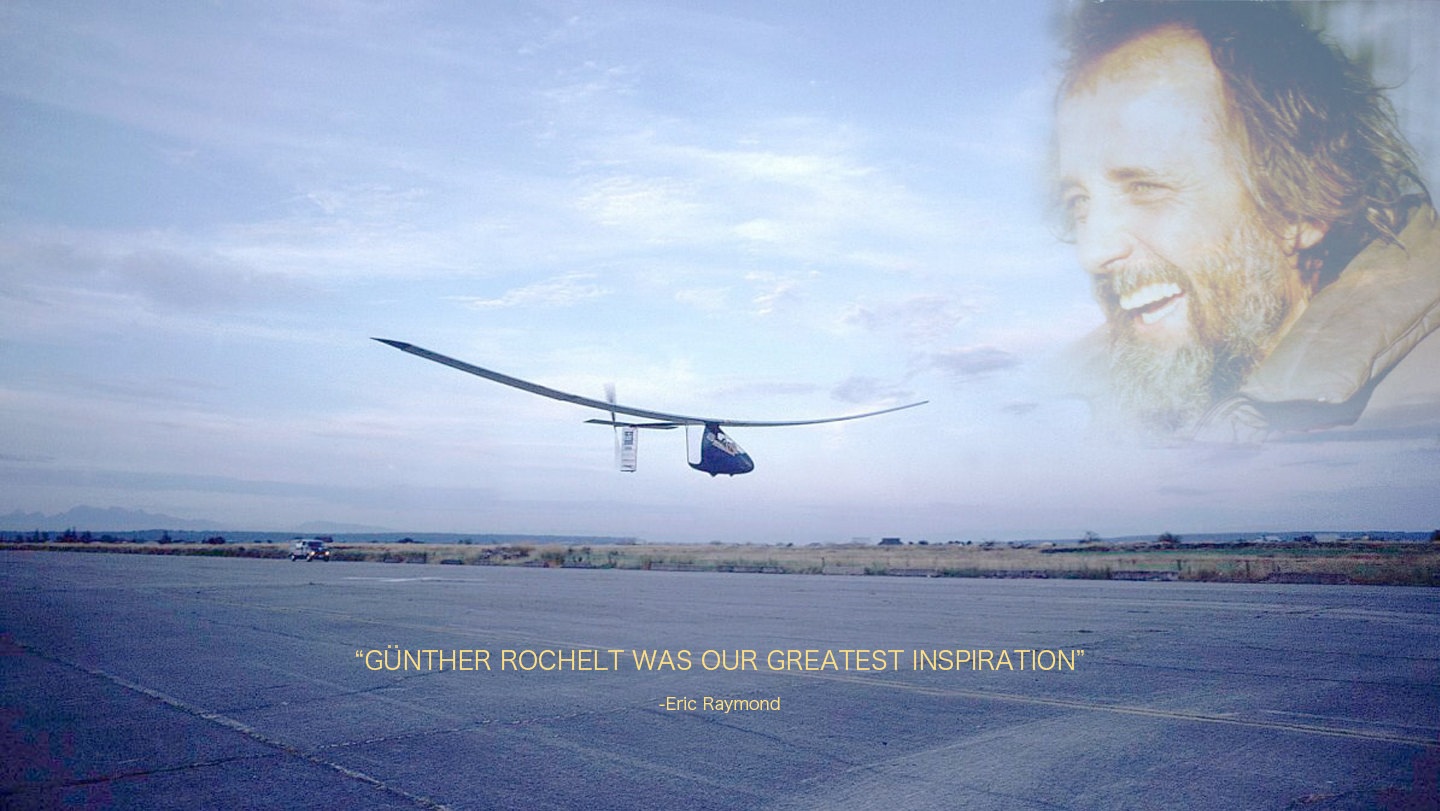 “GÜNTHER ROCHELT WAS OUR GREATEST INSPIRATION”
-Eric Raymond